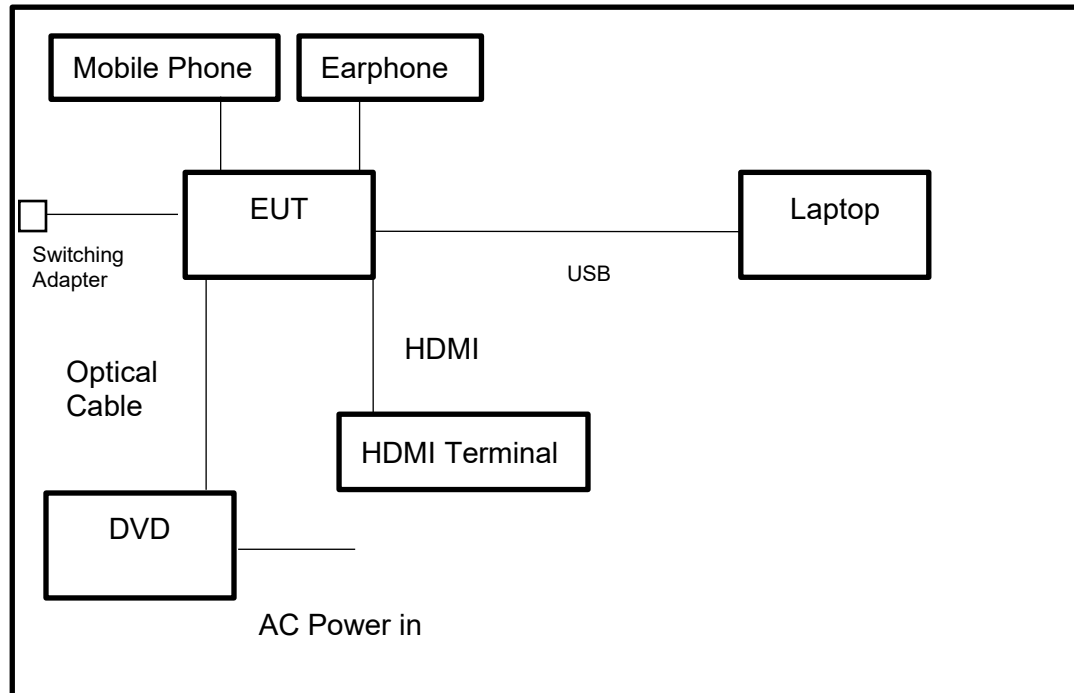 Mobile Phone
Earphone
EUT
Laptop
Switching
Adapter
USB
HDMI
Optical
Cable
HDMI Terminal
DVD
AC Power in